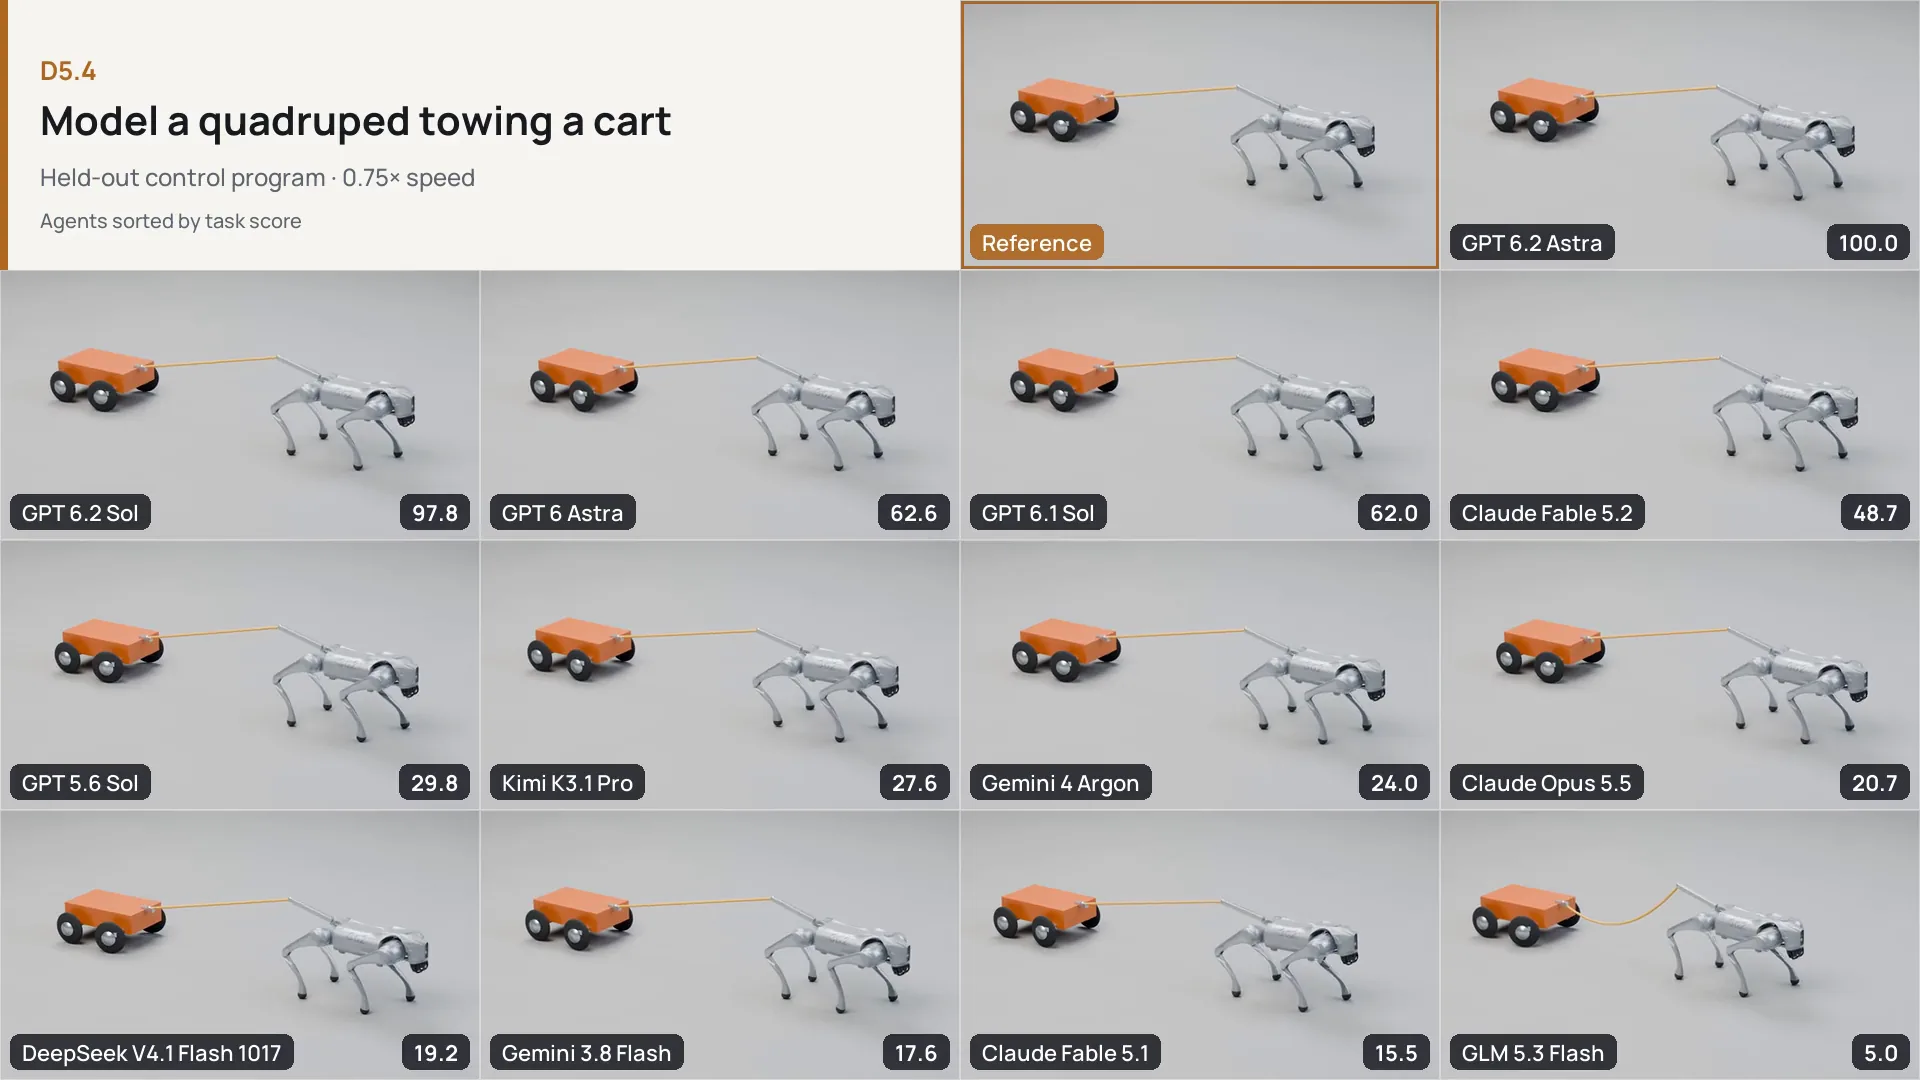 D5.4
Model a quadruped towing a cart
Held-out control program · 0.75× speed
Agents sorted by task score
Reference
GPT 6.2 Astra
100.0
GPT 6.2 Sol
97.8
GPT 6 Astra
62.6
GPT 6.1 Sol
62.0
Claude Fable 5.2
48.7
GPT 5.6 Sol
29.8
Kimi K3.1 Pro
27.6
Gemini 4 Argon
24.0
Claude Opus 5.5
20.7
DeepSeek V4.1 Flash 1017
19.2
Gemini 3.8 Flash
17.6
Claude Fable 5.1
15.5
GLM 5.3 Flash
5.0